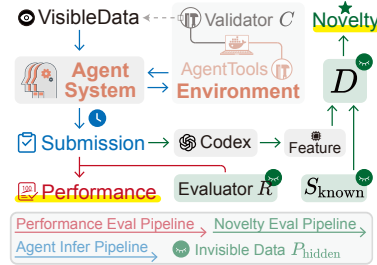 VisibleData
Validator C
Novelty
Agent
System
AgentTools
Environment
D
Submission
Codex
Feature
100
Performance
Evaluator R
S_known
Performance Eval Pipeline
Novelty Eval Pipeline
Agent Infer Pipeline
Invisible Data P_hidden